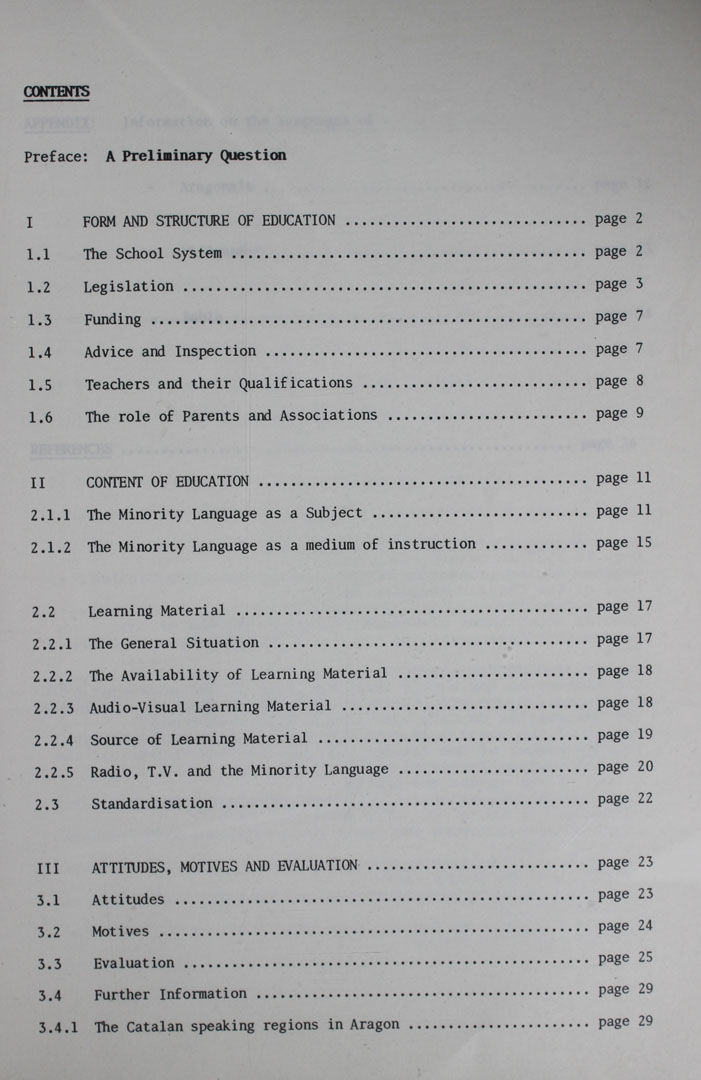 CONTENTS
Preface: A Preliminary Question
I FORM AND STRUCTURE OF EDUCATION .............................. page 2
1.1 The School System ............................................ page 2
1.2 Legislation .................................................. page 3
1.3 Funding ...................................................... page 7
1.4 Advice and Inspection ........................................ page 7
1.5 Teachers and their Qualifications ............................ page 8
1.6 The role of Parents and Associations ......................... page 9
II CONTENT OF EDUCATION ......................................... page 11
2.1.1 The Minority Language as a Subject ........................... page 11
2.1.2 The Minority Language as a medium of instruction ............. page 15
2.2 Learning Material ............................................ page 17
2.2.1 The General Situation ........................................ page 17
2.2.2 The Availability of Learning Material ........................ page 18
2.2.3 Audio-Visual Learning Material ............................... page 18
2.2.4 Source of Learning Material .................................. page 19
2.2.5 Radio, T.V. and the Minority Language ........................ page 20
2.3 Standardisation .............................................. page 22
III ATTITUDES, MOTIVES AND EVALUATION ............................ page 23
3.1 Attitudes .................................................... page 23
3.2 Motives ...................................................... page 24
3.3 Evaluation ................................................... page 25
3.4 Further Information .......................................... page 29
3.4.1 The Catalan speaking regions in Aragon ....................... page 29